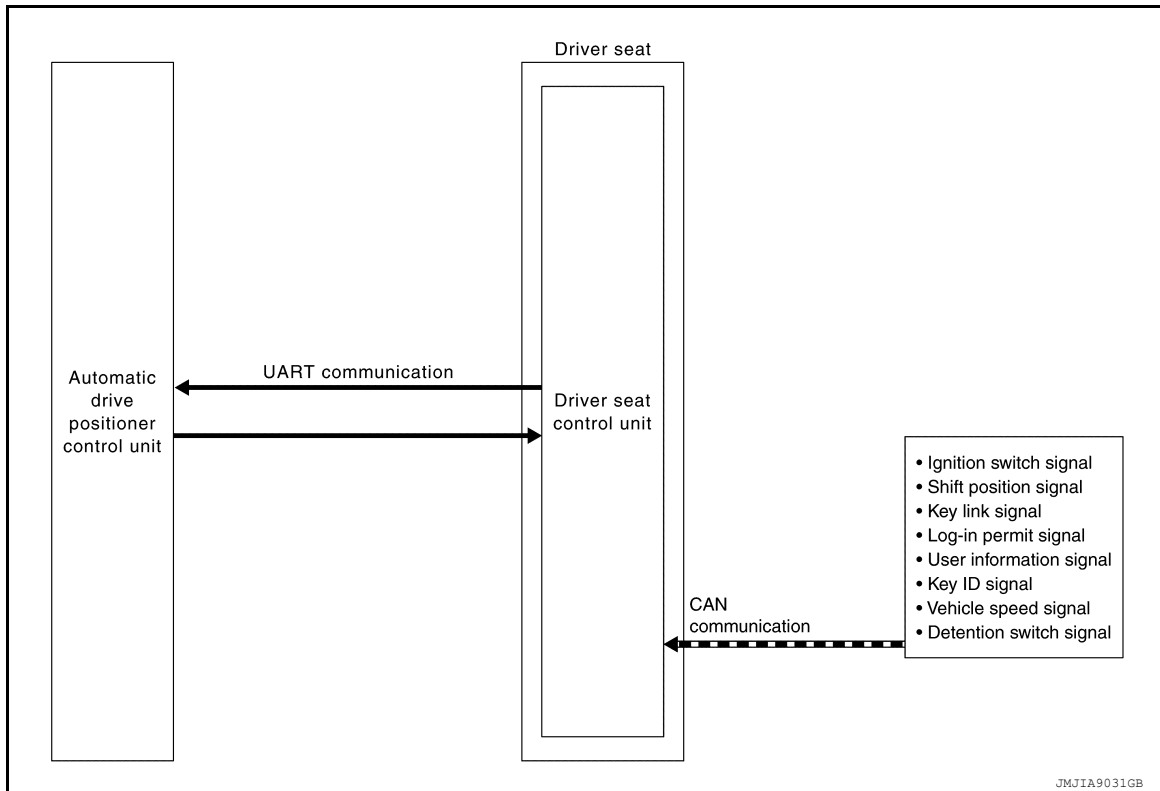 Driver seat
Automatic
drive
positioner
control unit
UART communication
Driver seat
control unit
• Ignition switch signal
• Shift position signal
• Key link signal
• Log-in permit signal
• User information signal
• Key ID signal
• Vehicle speed signal
• Detention switch signal
CAN
communication
JMJIA9031GB